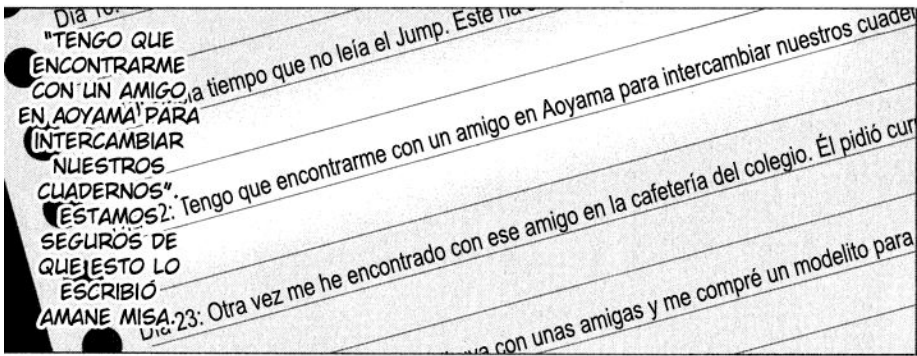 "TENGO QUE
ENCONTRARME
CON UN AMIGO
EN AOYAMA PARA
INTERCAMBIAR
NUESTROS
CUADERNOS".
ESTAMOS
SEGUROS DE
QUE ESTO LO
ESCRIBIÓ
AMANE MISA.
Día
tiempo que no leía el Jump. Este
2: Tengo que encontrarme con un amigo en Aoyama para intercambiar nuestros
Día 23: Otra vez me he encontrado con ese amigo en la cafetería del colegio. Él pidió
con unas amigas y me compré un modelito para